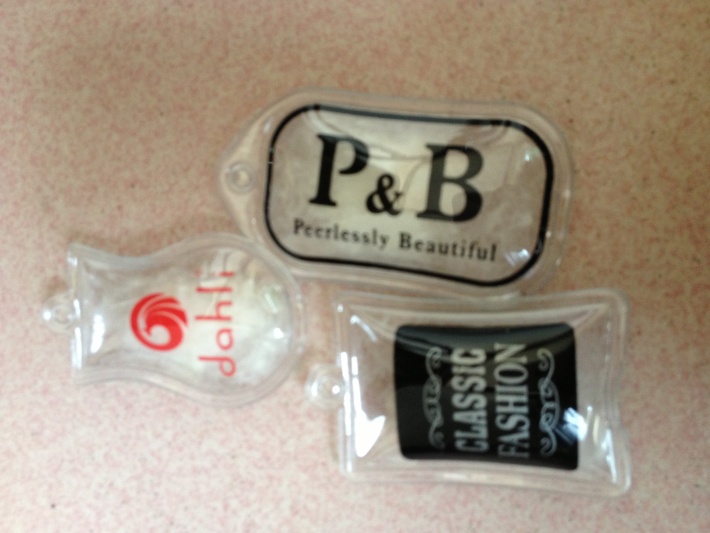 P & B
Peerlessly Beautiful
dahli
CLASSIC
FASHION